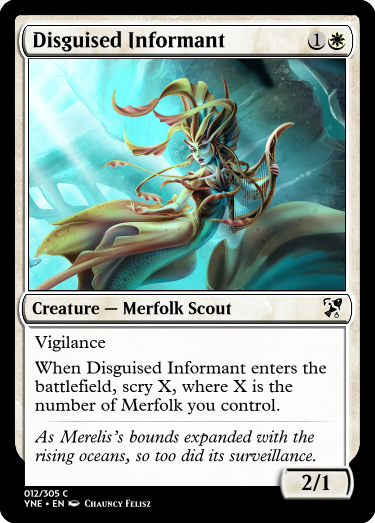 Disguised Informant 1
Creature — Merfolk Scout
Vigilance
When Disguised Informant enters the
battlefield, scry X, where X is the
number of Merfolk you control.
As Merelis's bounds expanded with the
rising oceans, so too did its surveillance.
2/1
012/305 C
YNE • EN Chauncy Felisz